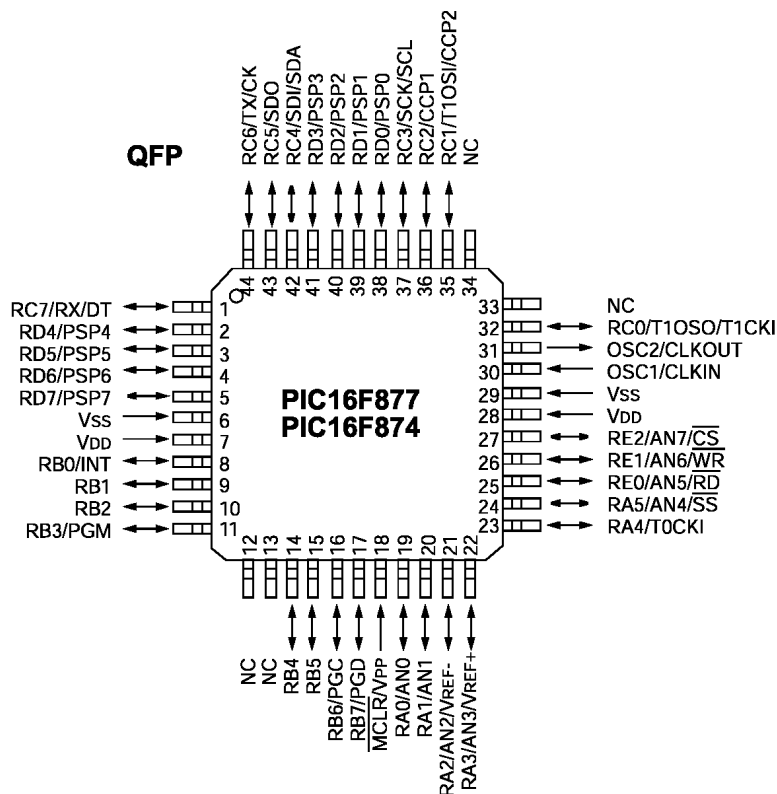 QFP
RC6/TX/CK
RC5/SDO
RC4/SDI/SDA
RD3/PSP3
RD2/PSP2
RD1/PSP1
RD0/PSP0
RC3/SCK/SCL
RC2/CCP1
RC1/T1OSI/CCP2
NC
44
43
42
41
40
39
38
37
36
35
34
RC7/RX/DT 1
RD4/PSP4 2
RD5/PSP5 3
RD6/PSP6 4
RD7/PSP7 5
VSS 6
VDD 7
RB0/INT 8
RB1 9
RB2 10
RB3/PGM 11
PIC16F877
PIC16F874
33 NC
32 RC0/T1OSO/T1CKI
31 OSC2/CLKOUT
30 OSC1/CLKIN
29 VSS
28 VDD
27 RE2/AN7/CS
26 RE1/AN6/WR
25 RE0/AN5/RD
24 RA5/AN4/SS
23 RA4/T0CKI
12
13
14
15
16
17
18
19
20
21
22
NC
NC
RB4
RB5
RB6/PGC
RB7/PGD
MCLR/VPP
RA0/AN0
RA1/AN1
RA2/AN2/VREF-
RA3/AN3/VREF+